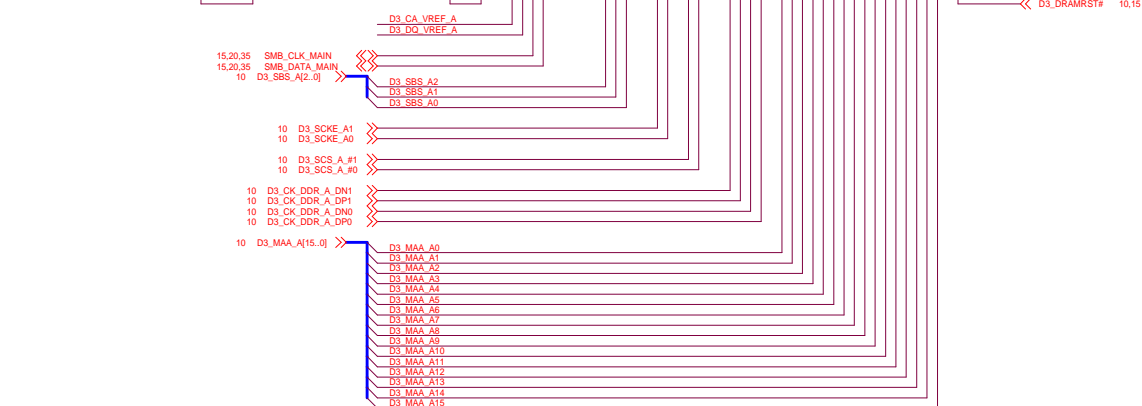 D3_DRAMRST# 10,15
D3_CA_VREF_A
D3_DQ_VREF_A
15,20,35 SMB_CLK_MAIN
15,20,35 SMB_DATA_MAIN
10 D3_SBS_A[2..0]
D3_SBS_A2
D3_SBS_A1
D3_SBS_A0
10 D3_SCKE_A1
10 D3_SCKE_A0
10 D3_SCS_A_#1
10 D3_SCS_A_#0
10 D3_CK_DDR_A_DN1
10 D3_CK_DDR_A_DP1
10 D3_CK_DDR_A_DN0
10 D3_CK_DDR_A_DP0
10 D3_MAA_A[15..0]
D3_MAA_A0
D3_MAA_A1
D3_MAA_A2
D3_MAA_A3
D3_MAA_A4
D3_MAA_A5
D3_MAA_A6
D3_MAA_A7
D3_MAA_A8
D3_MAA_A9
D3_MAA_A10
D3_MAA_A11
D3_MAA_A12
D3_MAA_A13
D3_MAA_A14
D3_MAA_A15